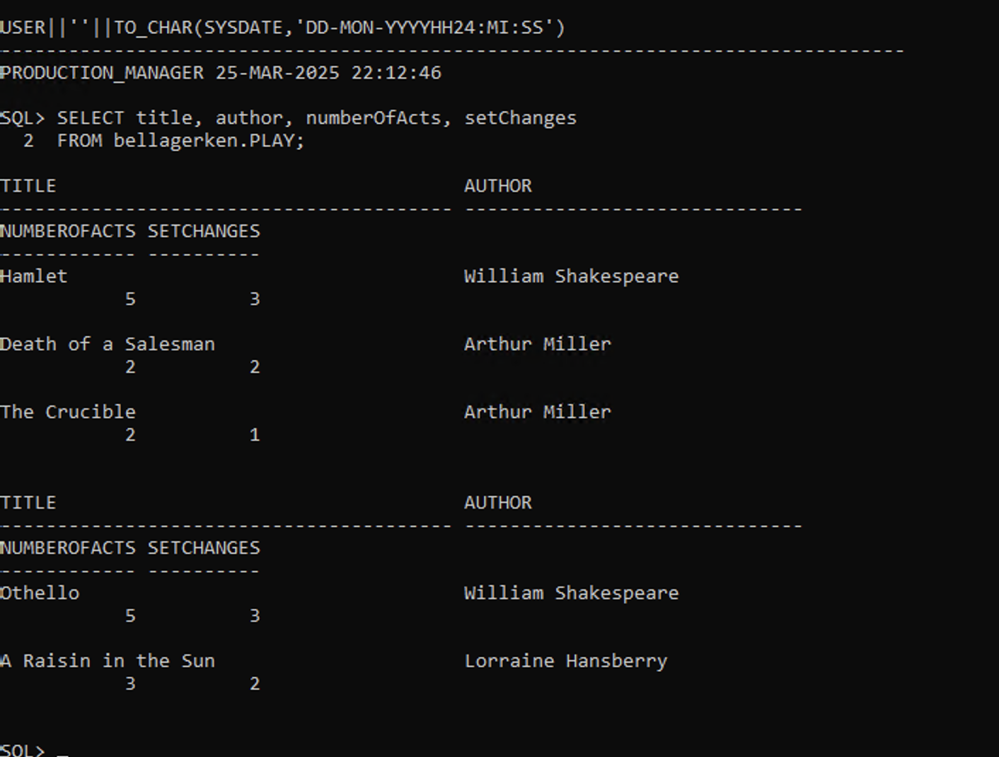 USER||''||TO_CHAR(SYSDATE,'DD-MON-YYYYHH24:MI:SS')
--------------------------------------------------------------------------------
PRODUCTION_MANAGER 25-MAR-2025 22:12:46
SQL> SELECT title, author, numberOfActs, setChanges
  2  FROM bellagerken.PLAY;
TITLE                                    AUTHOR
---------------------------------------- ------------------------------
NUMBEROFACTS SETCHANGES
------------ ----------
Hamlet                                   William Shakespeare
           5          3
Death of a Salesman                      Arthur Miller
           2          2
The Crucible                             Arthur Miller
           2          1
TITLE                                    AUTHOR
---------------------------------------- ------------------------------
NUMBEROFACTS SETCHANGES
------------ ----------
Othello                                  William Shakespeare
           5          3
A Raisin in the Sun                      Lorraine Hansberry
           3          2
SQL> _